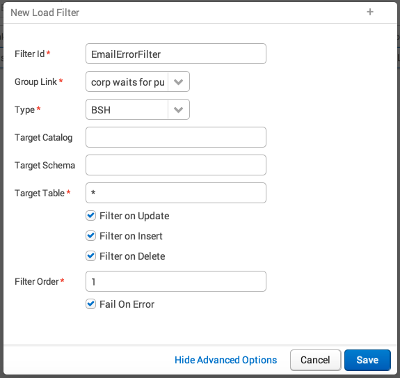 New Load Filter +
Filter Id * EmailErrorFilter
Group Link * corp waits for pu
Type * BSH
Target Catalog
Target Schema
Target Table * *
Filter on Update
Filter on Insert
Filter on Delete
Filter Order * 1
Fail On Error
Hide Advanced Options Cancel Save